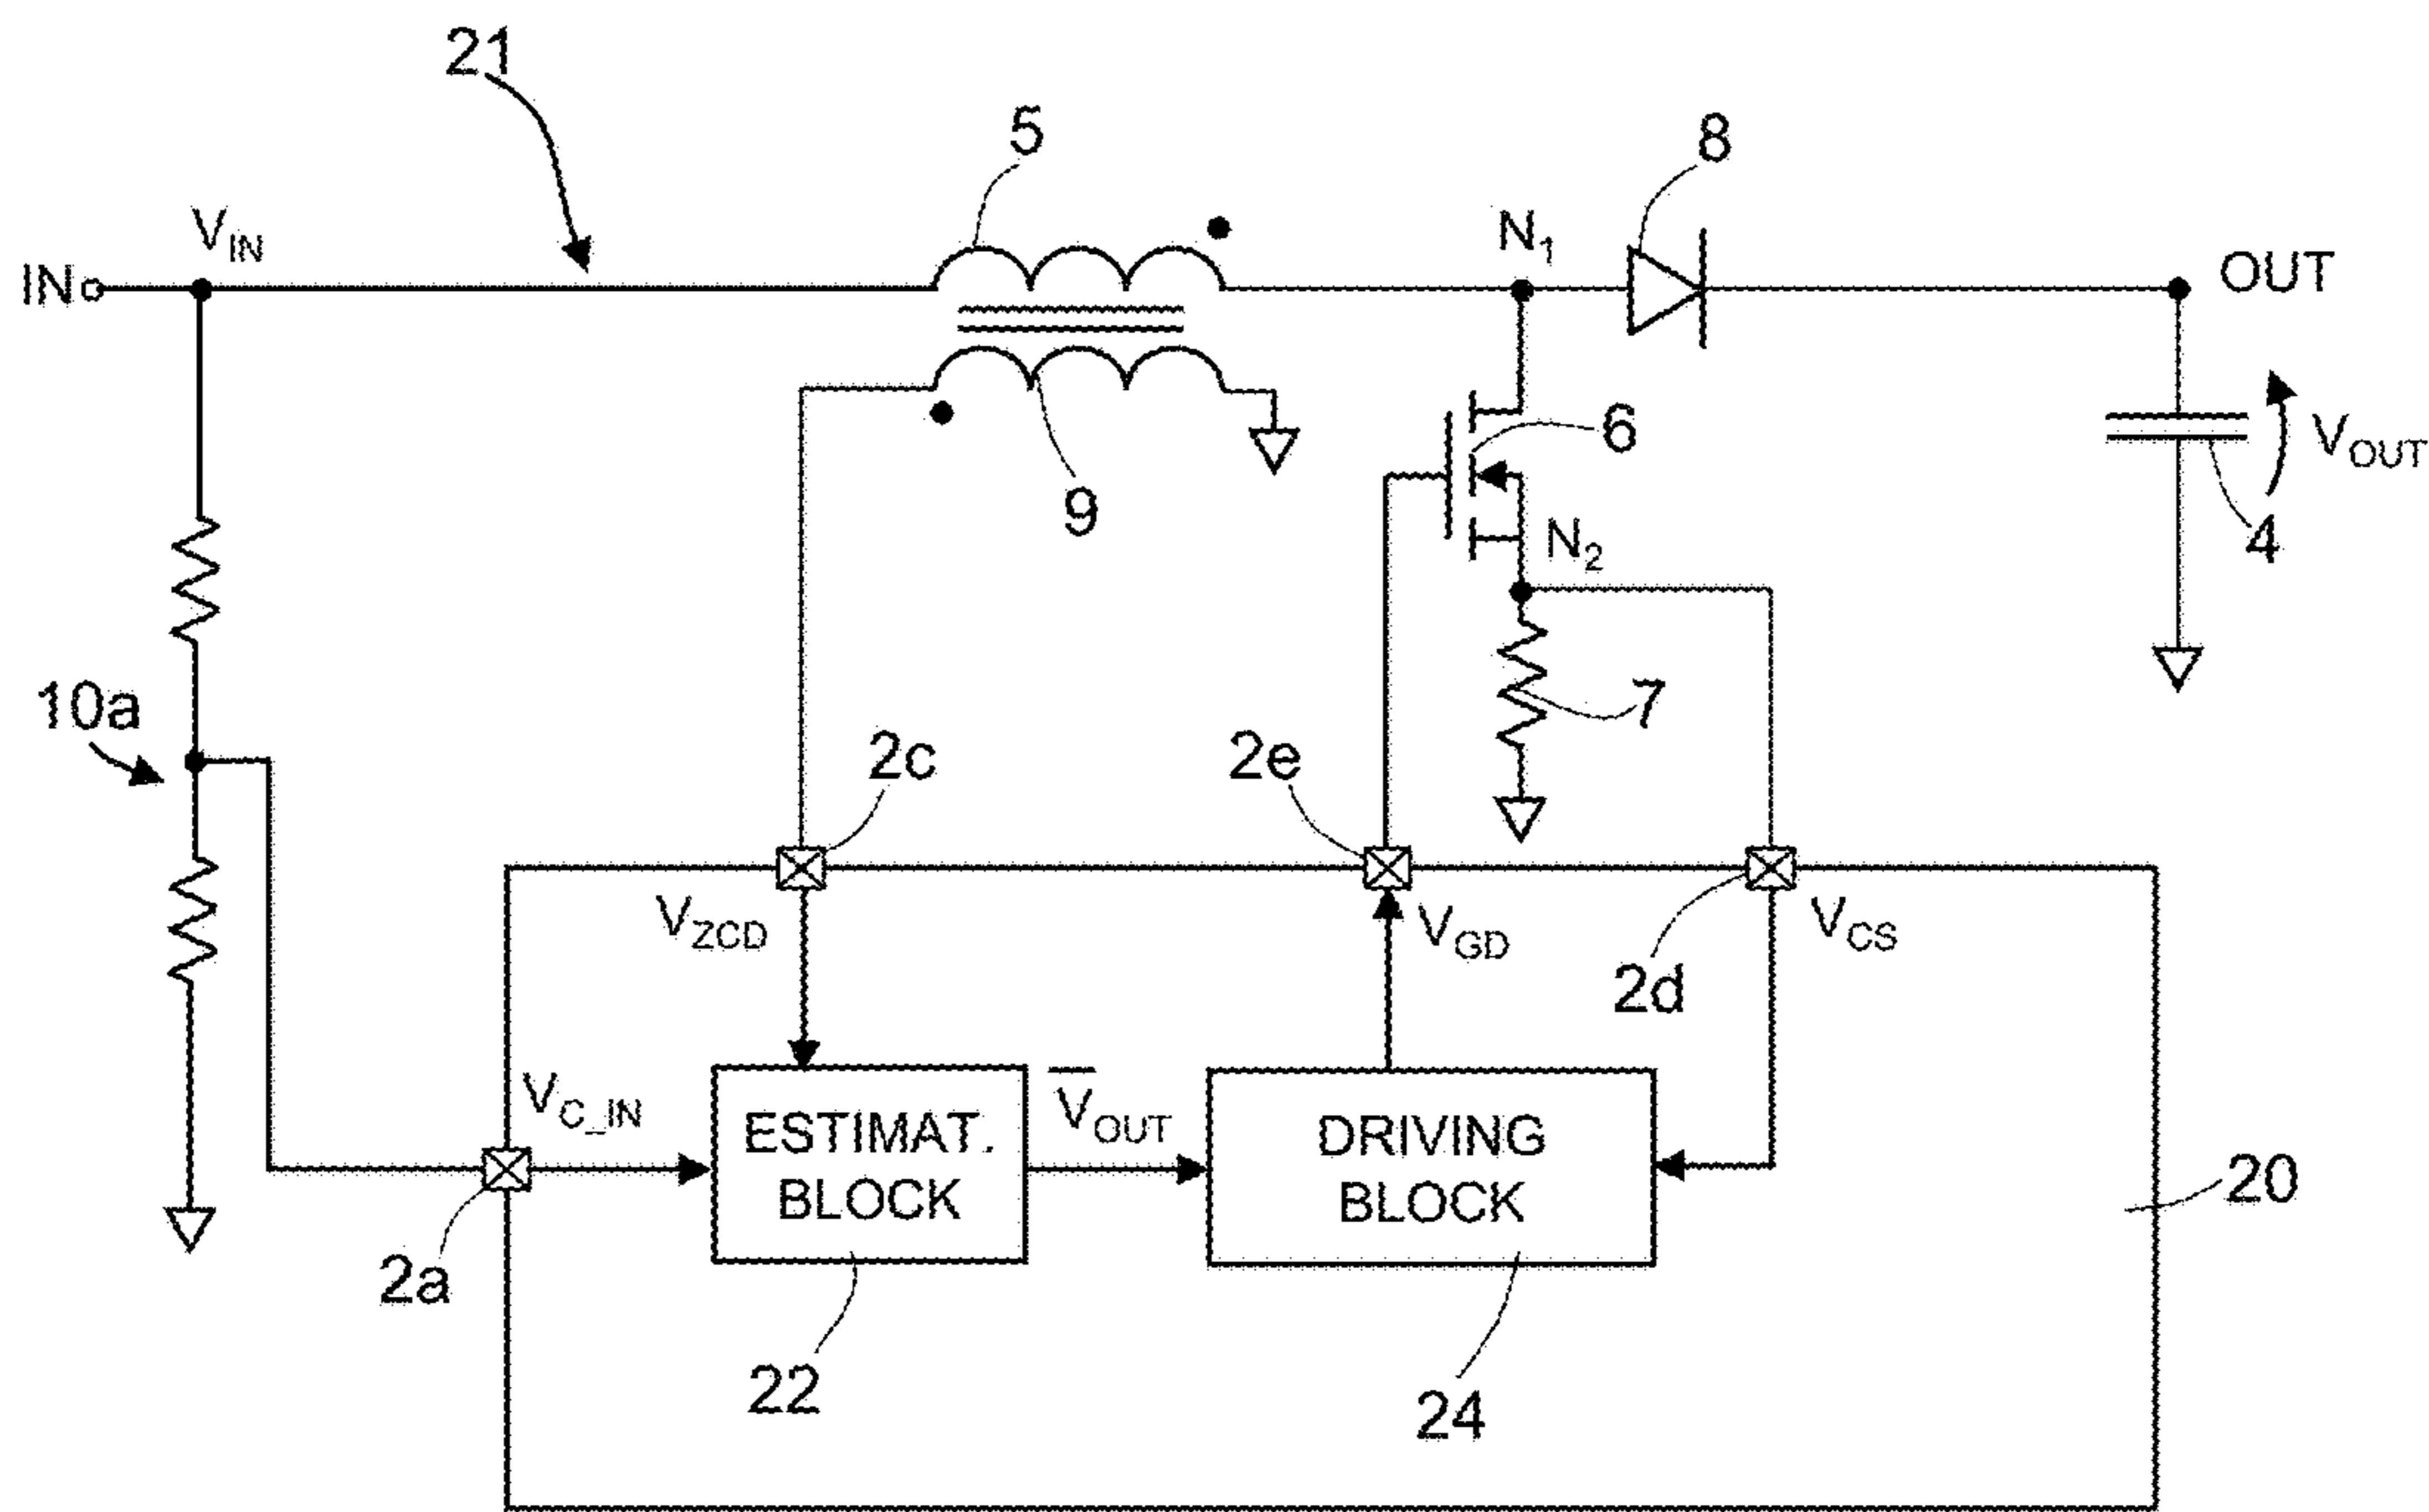 21
5
8
V_IN
N_1
IN
OUT
6
V_OUT
9
N_2
4
10a
7
2c
2e
V_ZCD
V_GD
V_CS
2d
V_C_IN
V̅_OUT
ESTIMAT.
BLOCK
DRIVING
BLOCK
20
2a
22
24